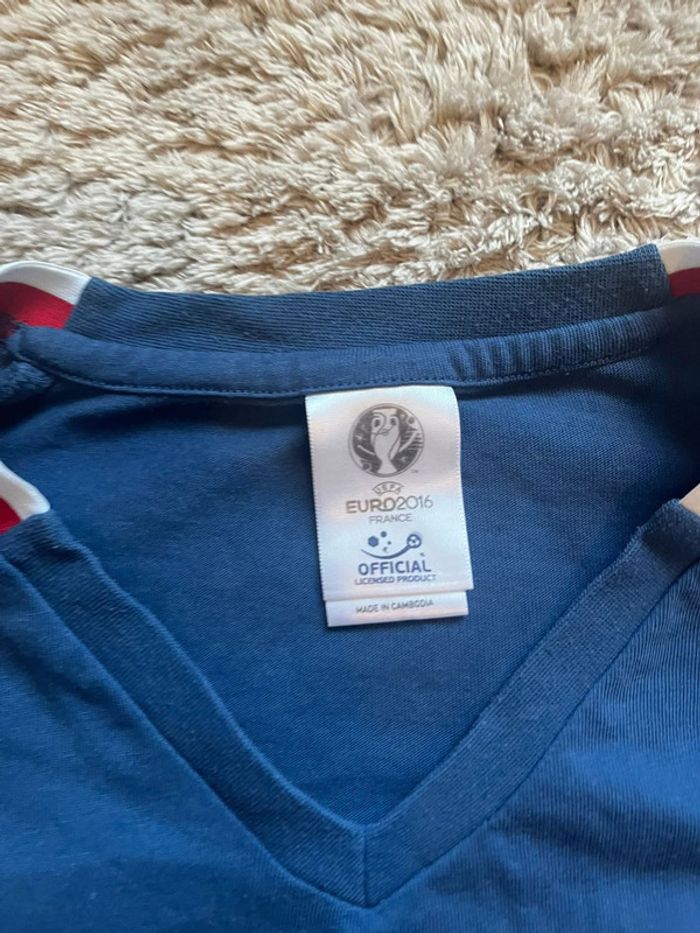 UEFA
EURO2016
FRANCE
OFFICIAL
LICENSED PRODUCT
MADE IN CAMBODIA